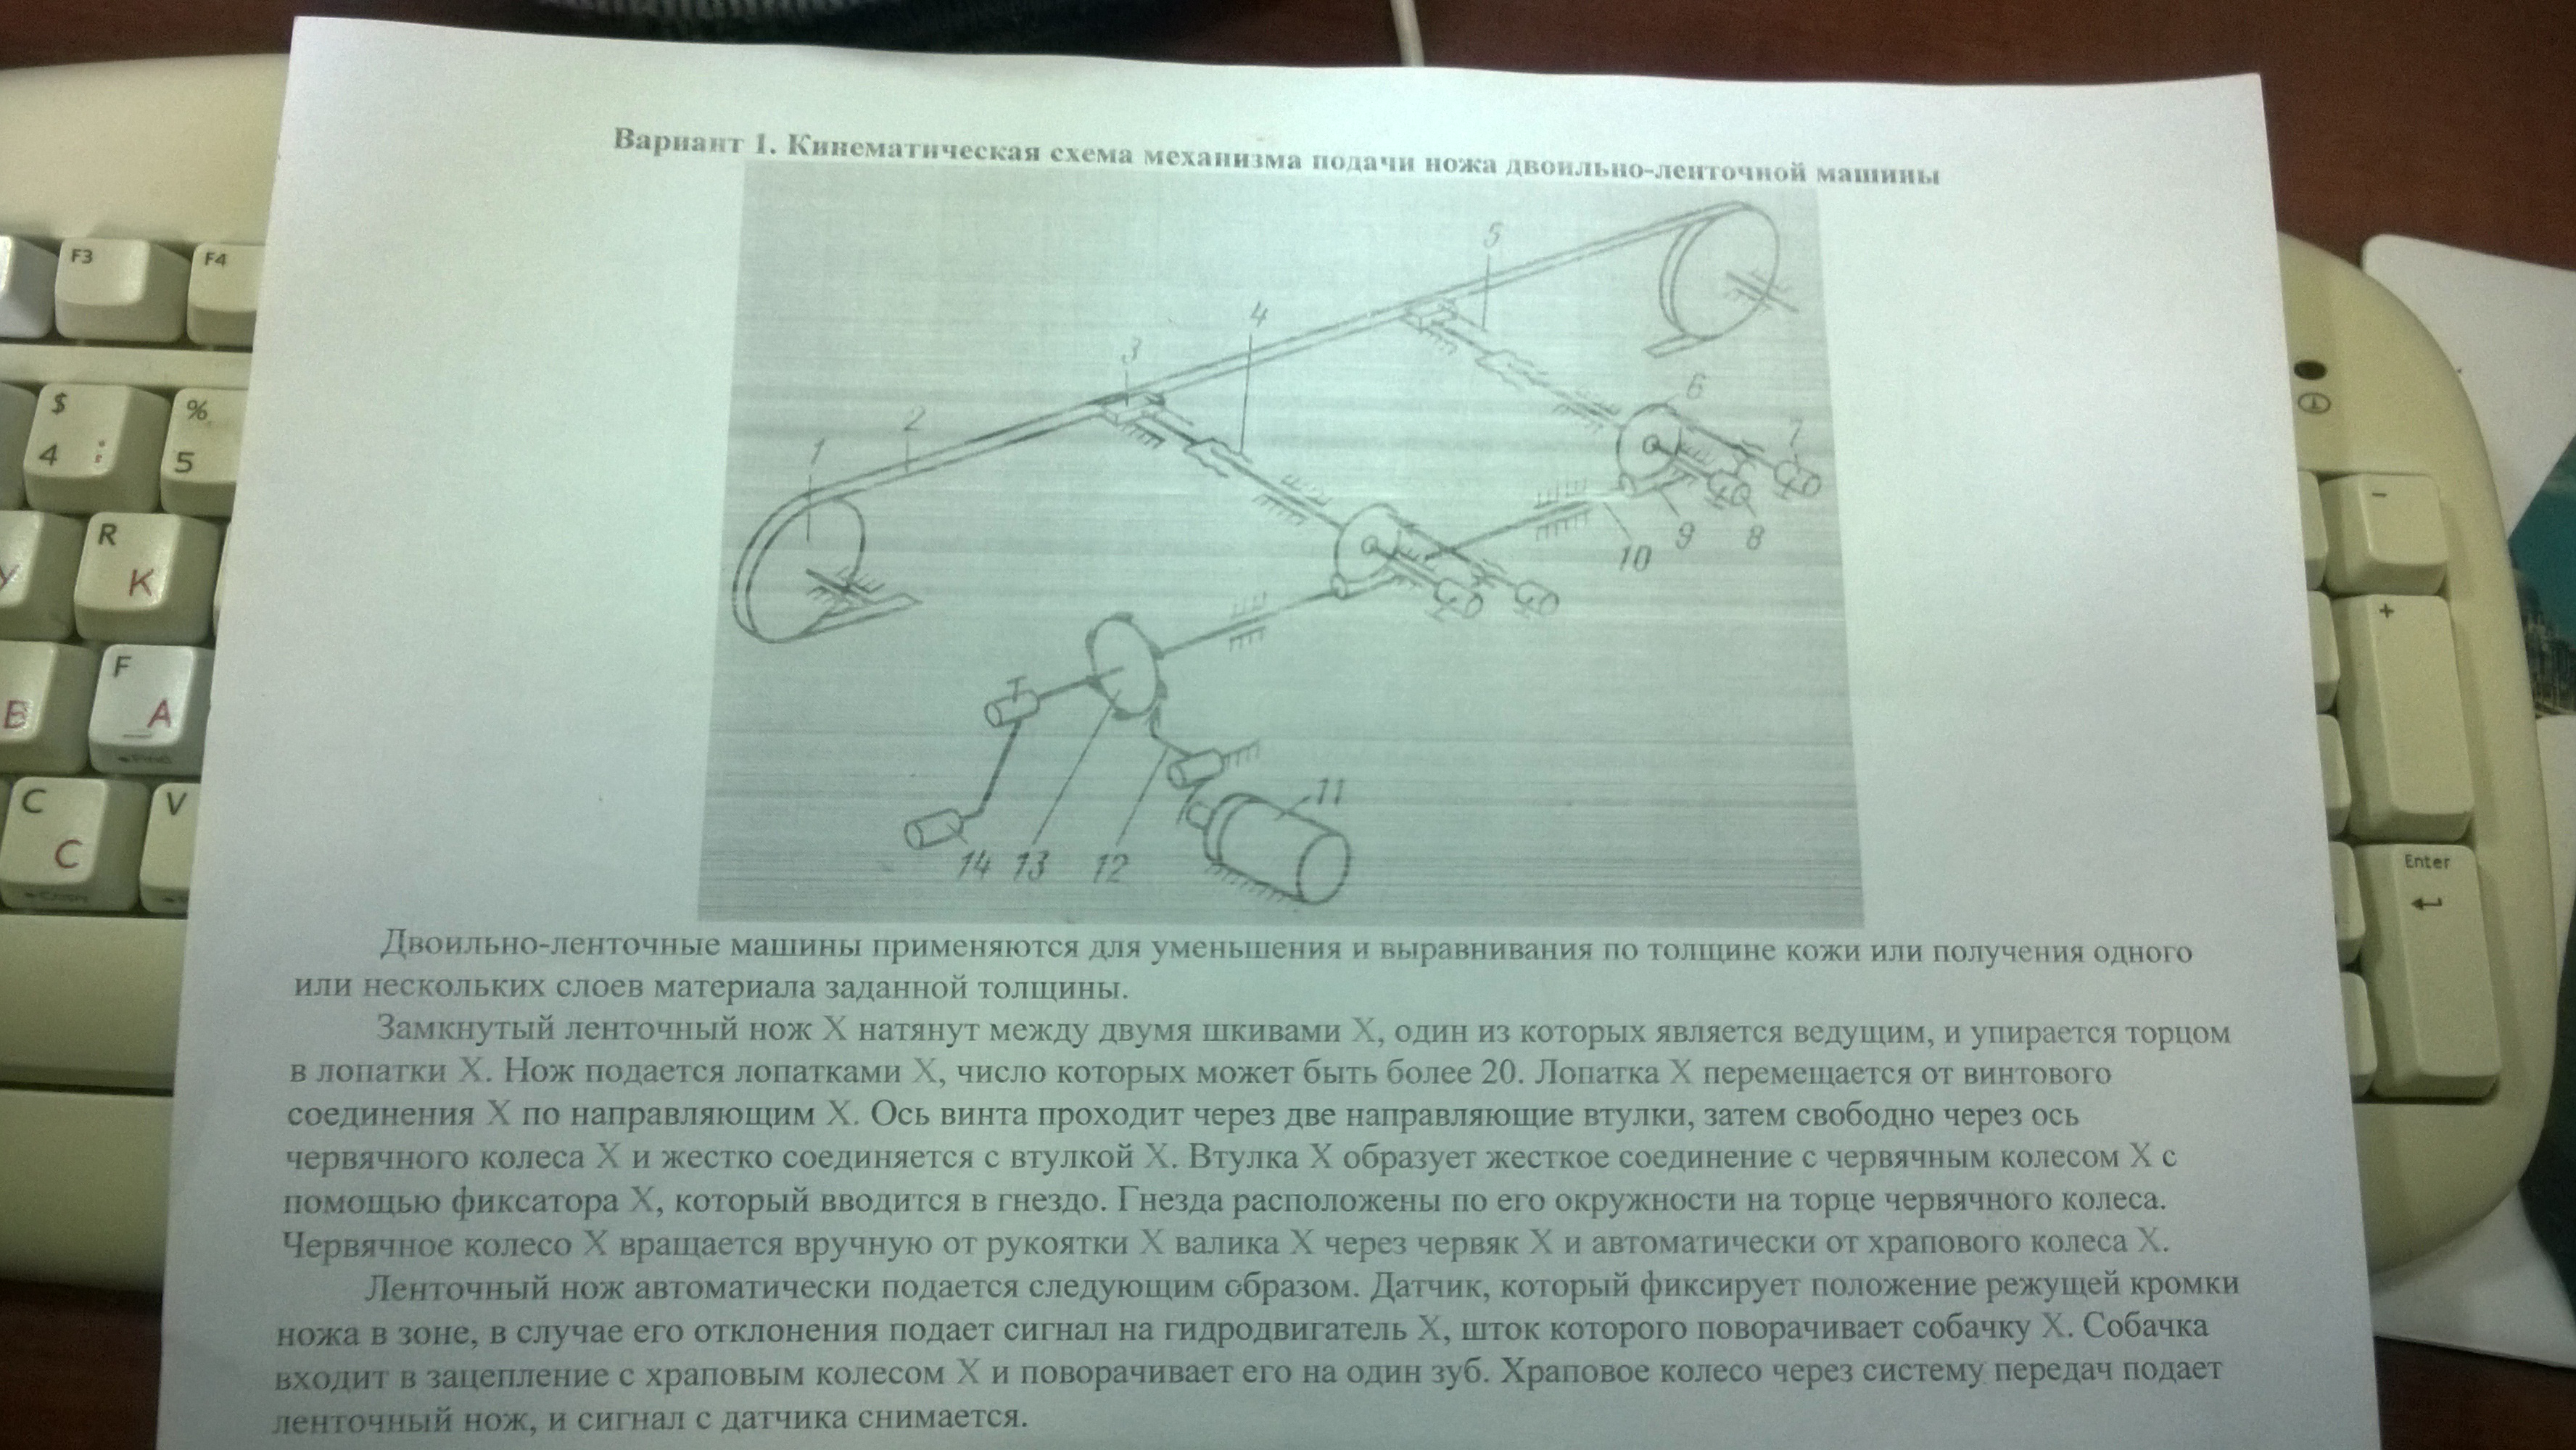 Вариант 1. Кинематическая схема механизма подачи ножа двоильно-ленточной машины
5
4
3
6
2
7
1
10
9
8
11
14
13
12
Двоильно-ленточные машины применяются для уменьшения и выравнивания по толщине кожи или получения одного
или нескольких слоев материала заданной толщины.
Замкнутый ленточный нож X натянут между двумя шкивами X, один из которых является ведущим, и упирается торцом
в лопатки X. Нож подается лопатками X, число которых может быть более 20. Лопатка X перемещается от винтового
соединения X по направляющим X. Ось винта проходит через две направляющие втулки, затем свободно через ось
червячного колеса X и жестко соединяется с втулкой X. Втулка X образует жесткое соединение с червячным колесом X с
помощью фиксатора X, который вводится в гнездо. Гнезда расположены по его окружности на торце червячного колеса.
Червячное колесо X вращается вручную от рукоятки X валика X через червяк X и автоматически от храпового колеса X.
Ленточный нож автоматически подается следующим образом. Датчик, который фиксирует положение режущей кромки
ножа в зоне, в случае его отклонения подает сигнал на гидродвигатель X, шток которого поворачивает собачку X. Собачка
входит в зацепление с храповым колесом X и поворачивает его на один зуб. Храповое колесо через систему передач подает
ленточный нож, и сигнал с датчика снимается.
F3
F4
$
4 ;
%
5
R
K
F
A
B
C
C
V
-
+
Enter